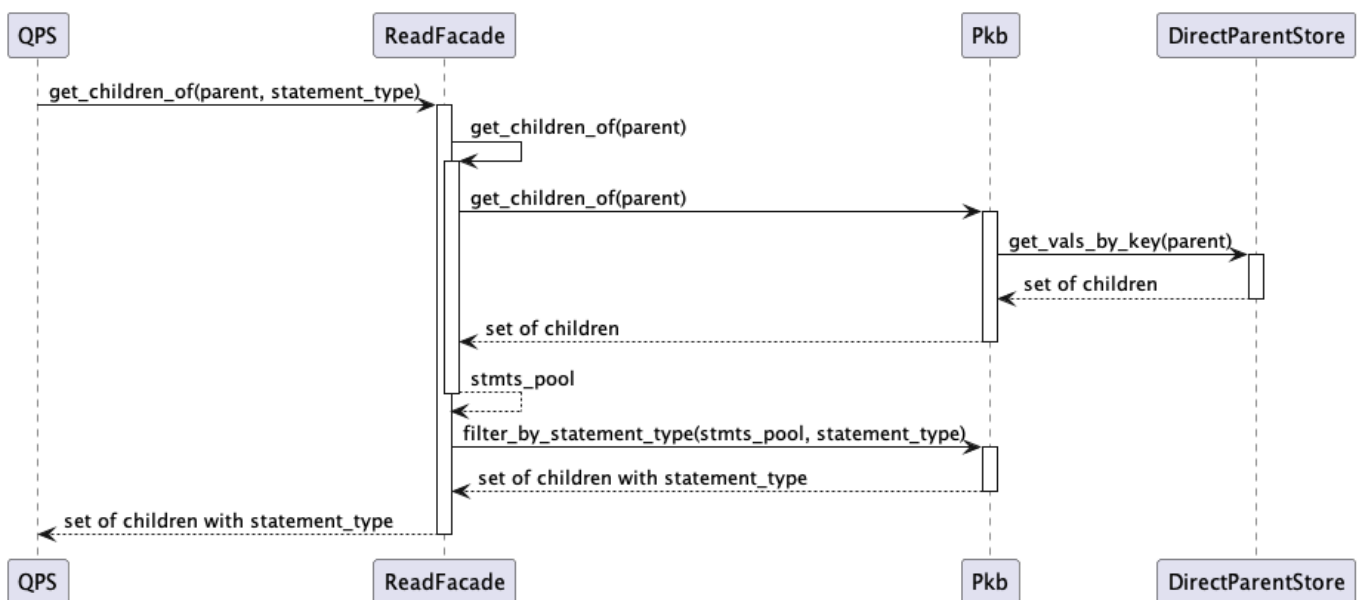 QPS
ReadFacade
Pkb
DirectParentStore
get_children_of(parent, statement_type)
get_children_of(parent)
get_children_of(parent)
get_vals_by_key(parent)
set of children
set of children
stmts_pool
filter_by_statement_type(stmts_pool, statement_type)
set of children with statement_type
set of children with statement_type
QPS
ReadFacade
Pkb
DirectParentStore